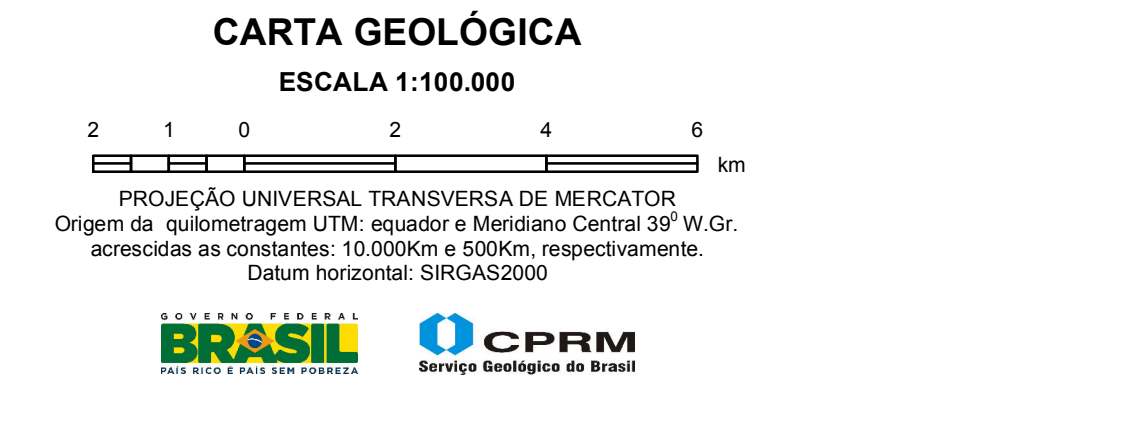 CARTA GEOLÓGICA
ESCALA 1:100.000
2 1 0 2 4 6
km
PROJEÇÃO UNIVERSAL TRANSVERSA DE MERCATOR
Origem da quilometragem UTM: equador e Meridiano Central 39⁰ W.Gr.
acrescidas as constantes: 10.000Km e 500Km, respectivamente.
Datum horizontal: SIRGAS2000
GOVERNO FEDERAL
BRASIL
PAÍS RICO É PAÍS SEM POBREZA
CPRM
Serviço Geológico do Brasil